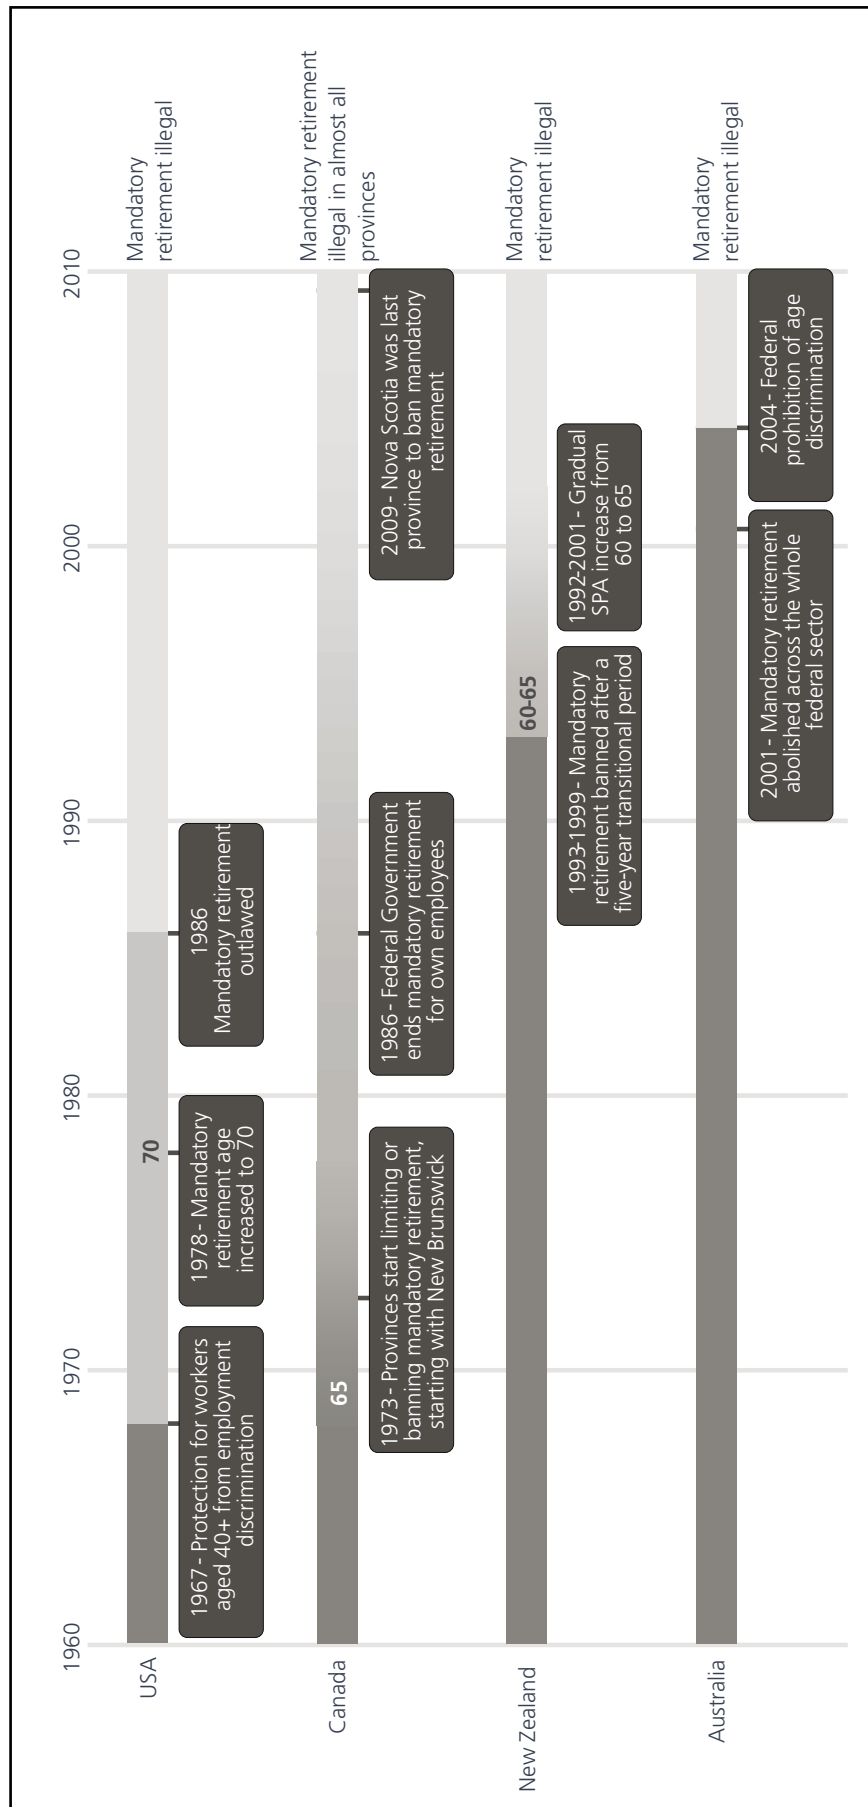 1960
1970
1980
1990
2000
2010
USA
70
Mandatory
retirement illegal
1967 - Protection for workers
aged 40+ from employment
discrimination
1978 - Mandatory
retirement age
increased to 70
1986
Mandatory retirement
outlawed
Canada
65
Mandatory retirement
illegal in almost all
provinces
1973 - Provinces start limiting or
banning mandatory retirement,
starting with New Brunswick
1986 - Federal Government
ends mandatory retirement
for own employees
2009 - Nova Scotia was last
province to ban mandatory
retirement
New Zealand
60-65
Mandatory
retirement illegal
1993-1999 - Mandatory
retirement banned after a
five-year transitional period
1992-2001 - Gradual
SPA increase from
60 to 65
Australia
Mandatory
retirement illegal
2001 - Mandatory retirement
abolished across the whole
federal sector
2004 - Federal
prohibition of age
discrimination